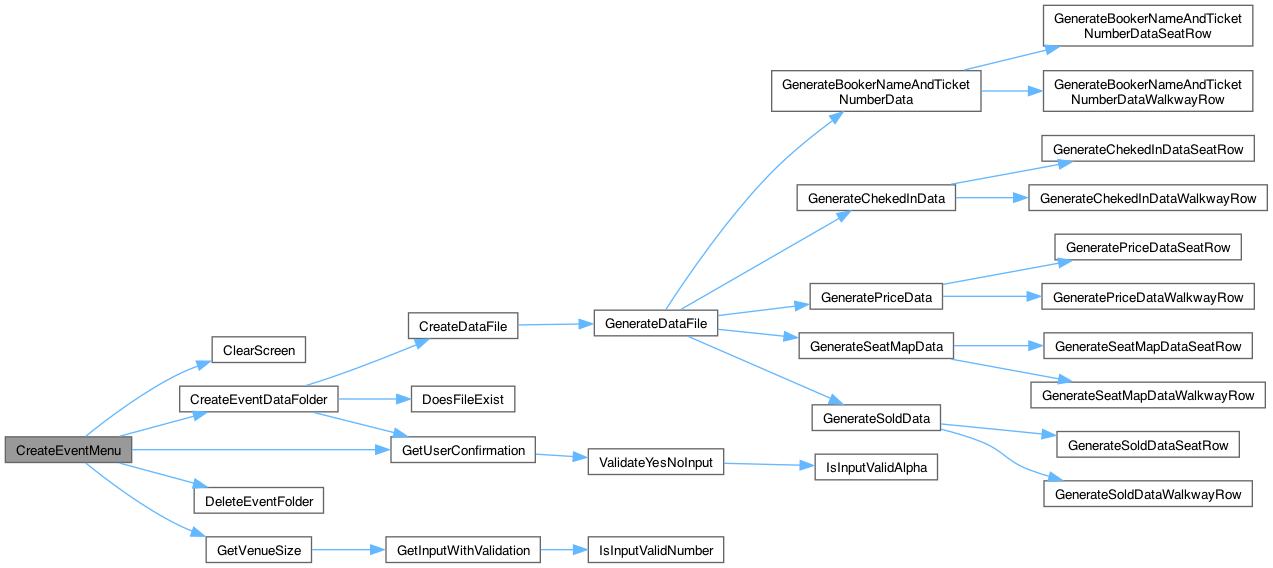 CreateEventMenu
ClearScreen
CreateEventDataFolder
DeleteEventFolder
GetVenueSize
CreateDataFile
DoesFileExist
GetUserConfirmation
GetInputWithValidation
GenerateDataFile
ValidateYesNoInput
IsInputValidNumber
GenerateBookerNameAndTicket
NumberData
GenerateChekedInData
GeneratePriceData
GenerateSeatMapData
GenerateSoldData
IsInputValidAlpha
GenerateBookerNameAndTicket
NumberDataSeatRow
GenerateBookerNameAndTicket
NumberDataWalkwayRow
GenerateChekedInDataSeatRow
GenerateChekedInDataWalkwayRow
GeneratePriceDataSeatRow
GeneratePriceDataWalkwayRow
GenerateSeatMapDataSeatRow
GenerateSeatMapDataWalkwayRow
GenerateSoldDataSeatRow
GenerateSoldDataWalkwayRow